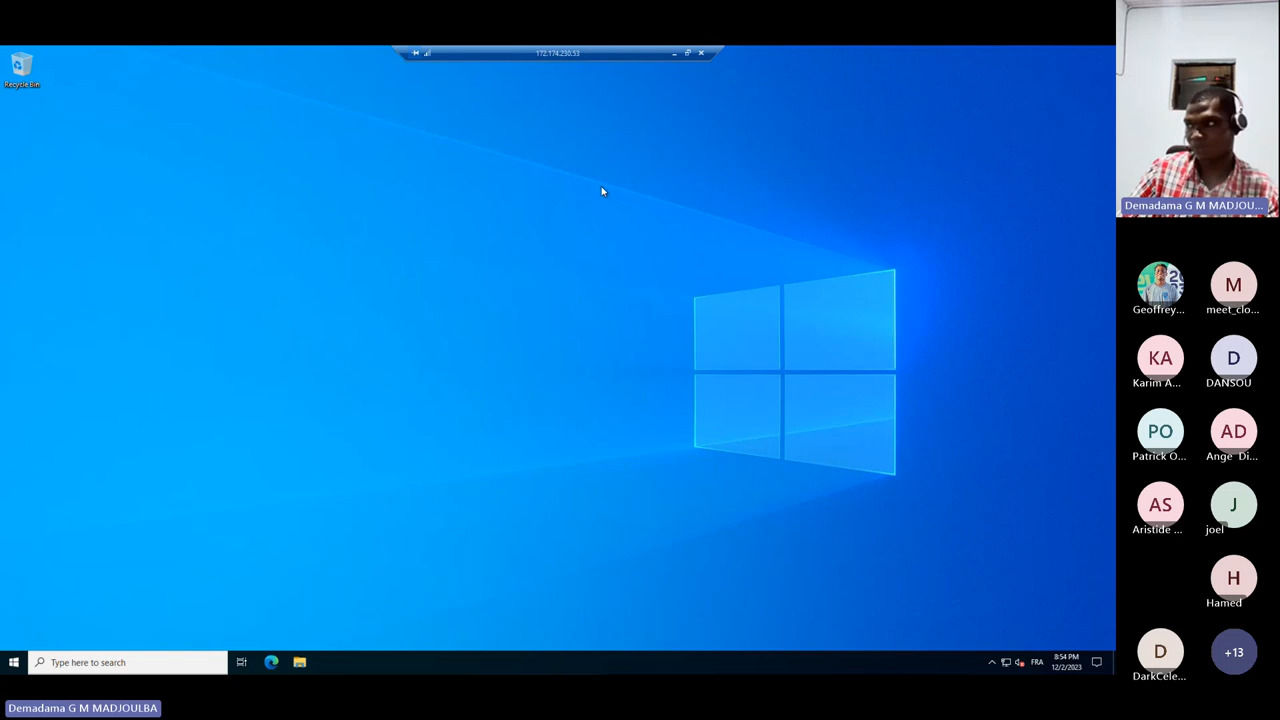 172.174.230.53
Recycle Bin
Demadama G M MADJOU...
Geoffrey...
M
meet_clo...
KA
Karim A...
D
DANSOU
PO
Patrick O...
AD
Ange Di...
AS
Aristide ...
J
joel
H
Hamed
D
DarkCele...
+13
Type here to search
FRA
8:54 PM
12/2/2023
Demadama G M MADJOULBA